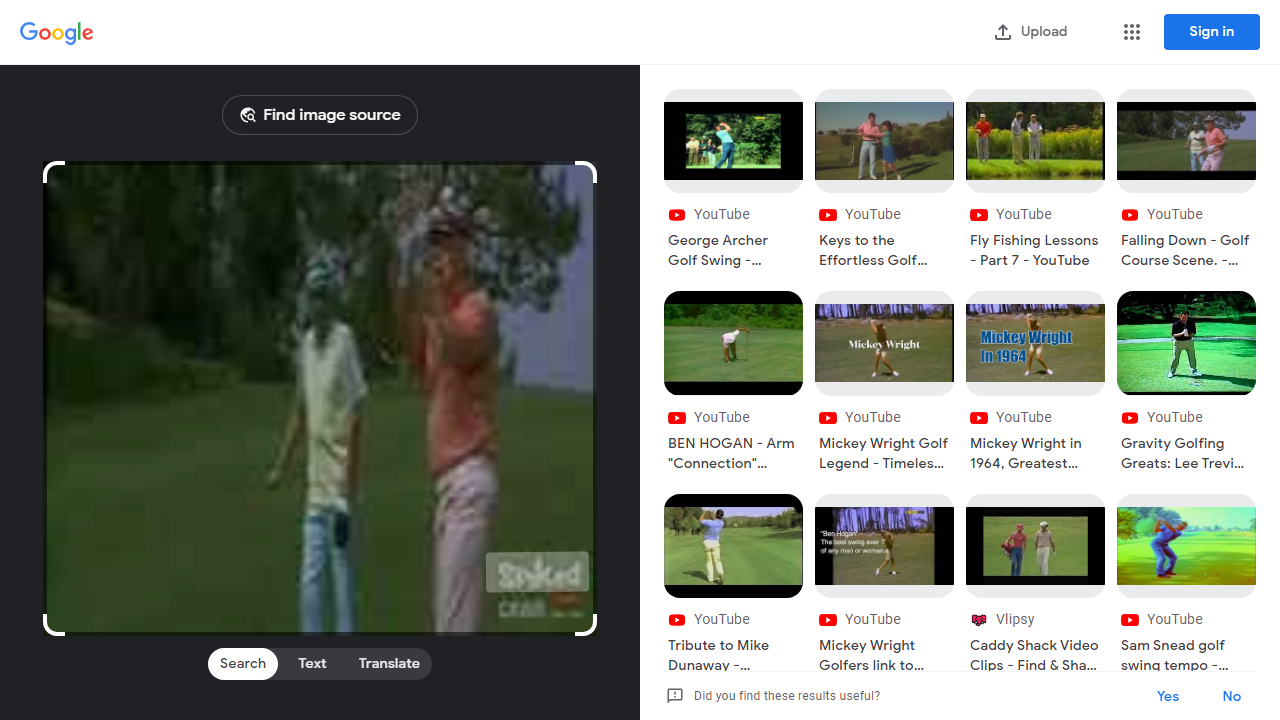 Google
Upload
Sign in
Find image source
Search
Text
Translate
YouTube
George Archer
Golf Swing -...
YouTube
Keys to the
Effortless Golf...
YouTube
Fly Fishing Lessons
- Part 7 - YouTube
YouTube
Falling Down - Golf
Course Scene. -...
Mickey Wright
Mickey Wright
In 1964
YouTube
BEN HOGAN - Arm
"Connection"...
YouTube
Mickey Wright Golf
Legend - Timeles...
YouTube
Mickey Wright in
1964, Greatest...
YouTube
Gravity Golfing
Greats: Lee Trevi...
"Ben Hogan
The best swing ever
of any man or woman
YouTube
Tribute to Mike
Dunaway -...
YouTube
Mickey Wright
Golfers link to...
Vlipsy
Caddy Shack Video
Clips - Find & Sha...
YouTube
Sam Snead golf
swing tempo -...
Did you find these results useful?
Yes
No